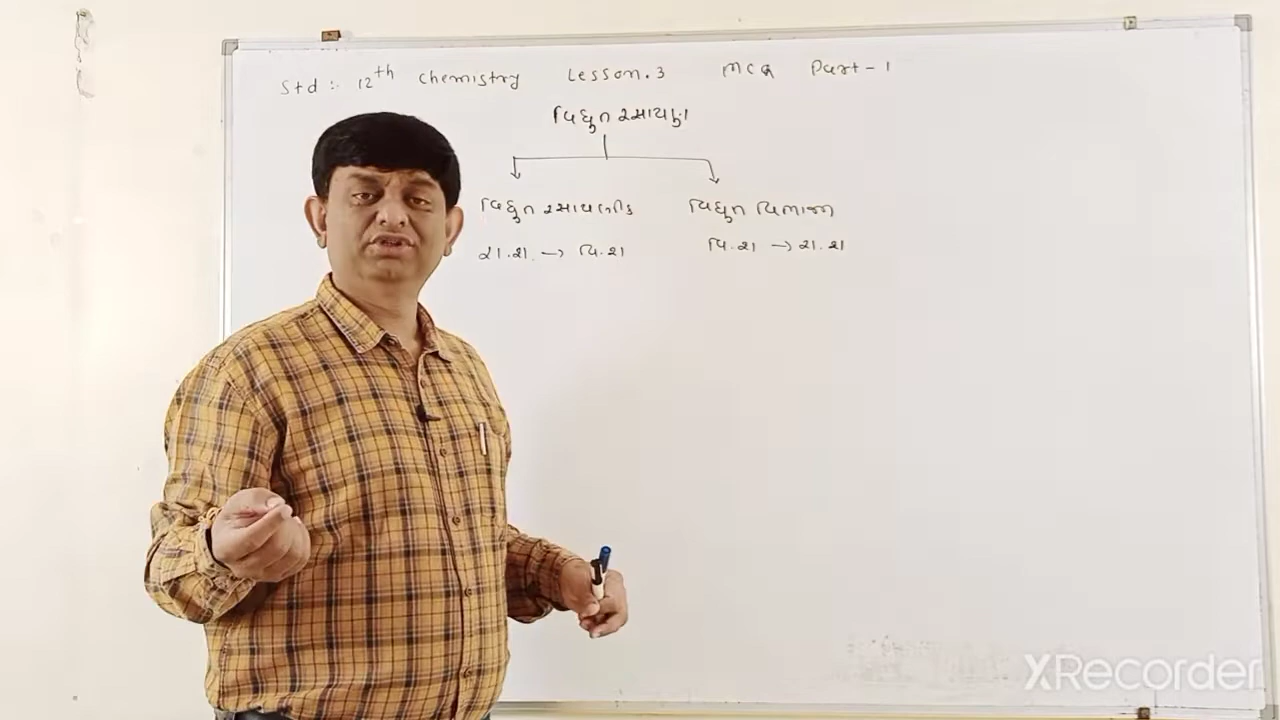 Std :- 12th Chemistry Lesson.3 MCQ Part-1
વિદ્યુત રસાયણ
વિદ્યુત રસાયણીક વિદ્યુત વિભાજન
રા.શ. → વિ.શ વિ.શ → રા.શ
XRecorder